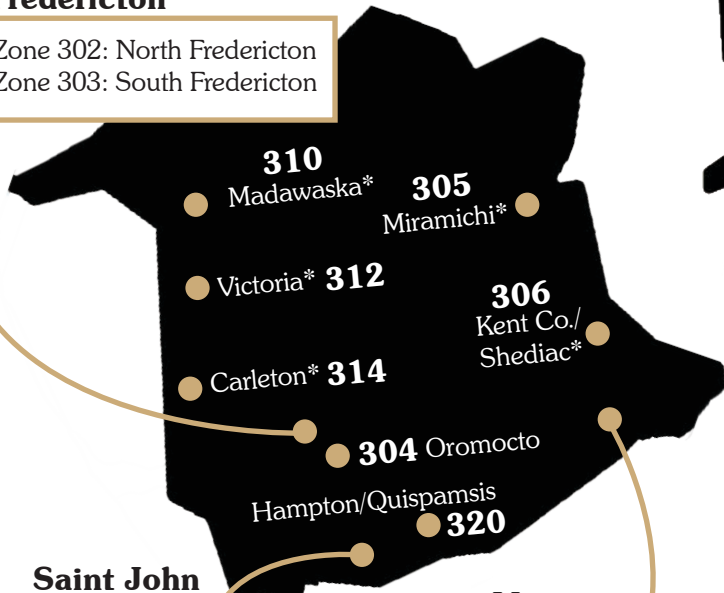 Zone 302: North Fredericton
Zone 303: South Fredericton
310
Madawaska*
305
Miramichi*
Victoria* 312
306
Kent Co./
Shediac*
Carleton* 314
304 Oromocto
Hampton/Quispamsis
320
Saint John